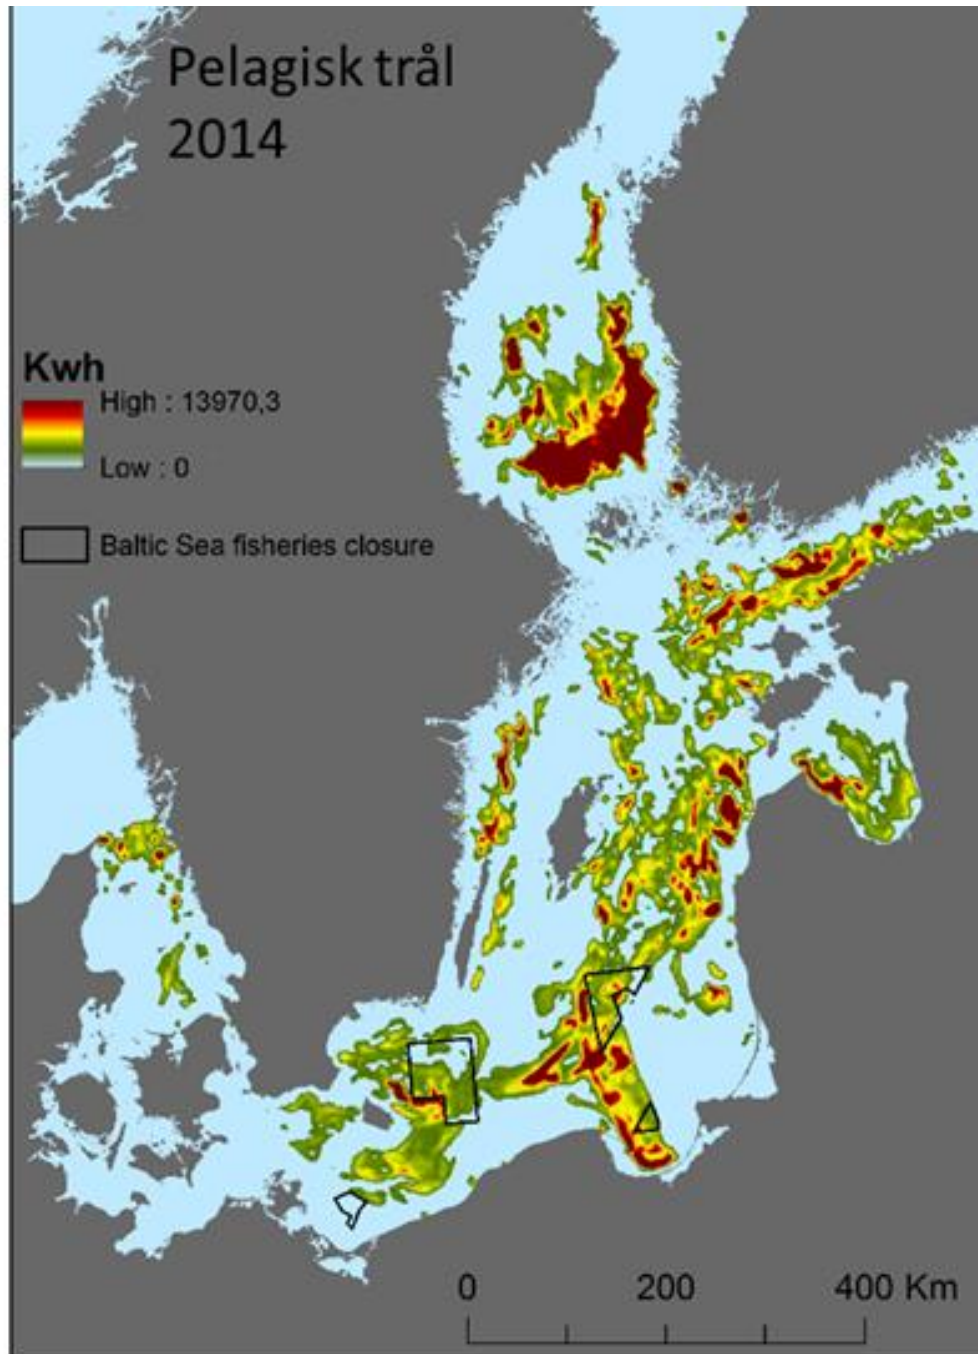 Pelagisk trål
2014
Kwh
High : 13970,3
Low : 0
Baltic Sea fisheries closure
0 200 400 Km